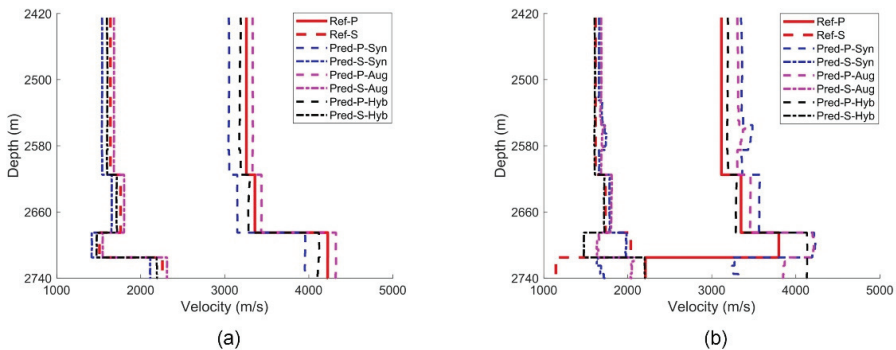 2420
2500
2580
2660
2740
Depth (m)
1000 2000 3000 4000 5000
Velocity (m/s)
Ref-P
Ref-S
Pred-P-Syn
Pred-S-Syn
Pred-P-Aug
Pred-S-Aug
Pred-P-Hyb
Pred-S-Hyb
(a)
2420
2500
2580
2660
2740
Depth (m)
1000 2000 3000 4000 5000
Velocity (m/s)
Ref-P
Ref-S
Pred-P-Syn
Pred-S-Syn
Pred-P-Aug
Pred-S-Aug
Pred-P-Hyb
Pred-S-Hyb
(b)